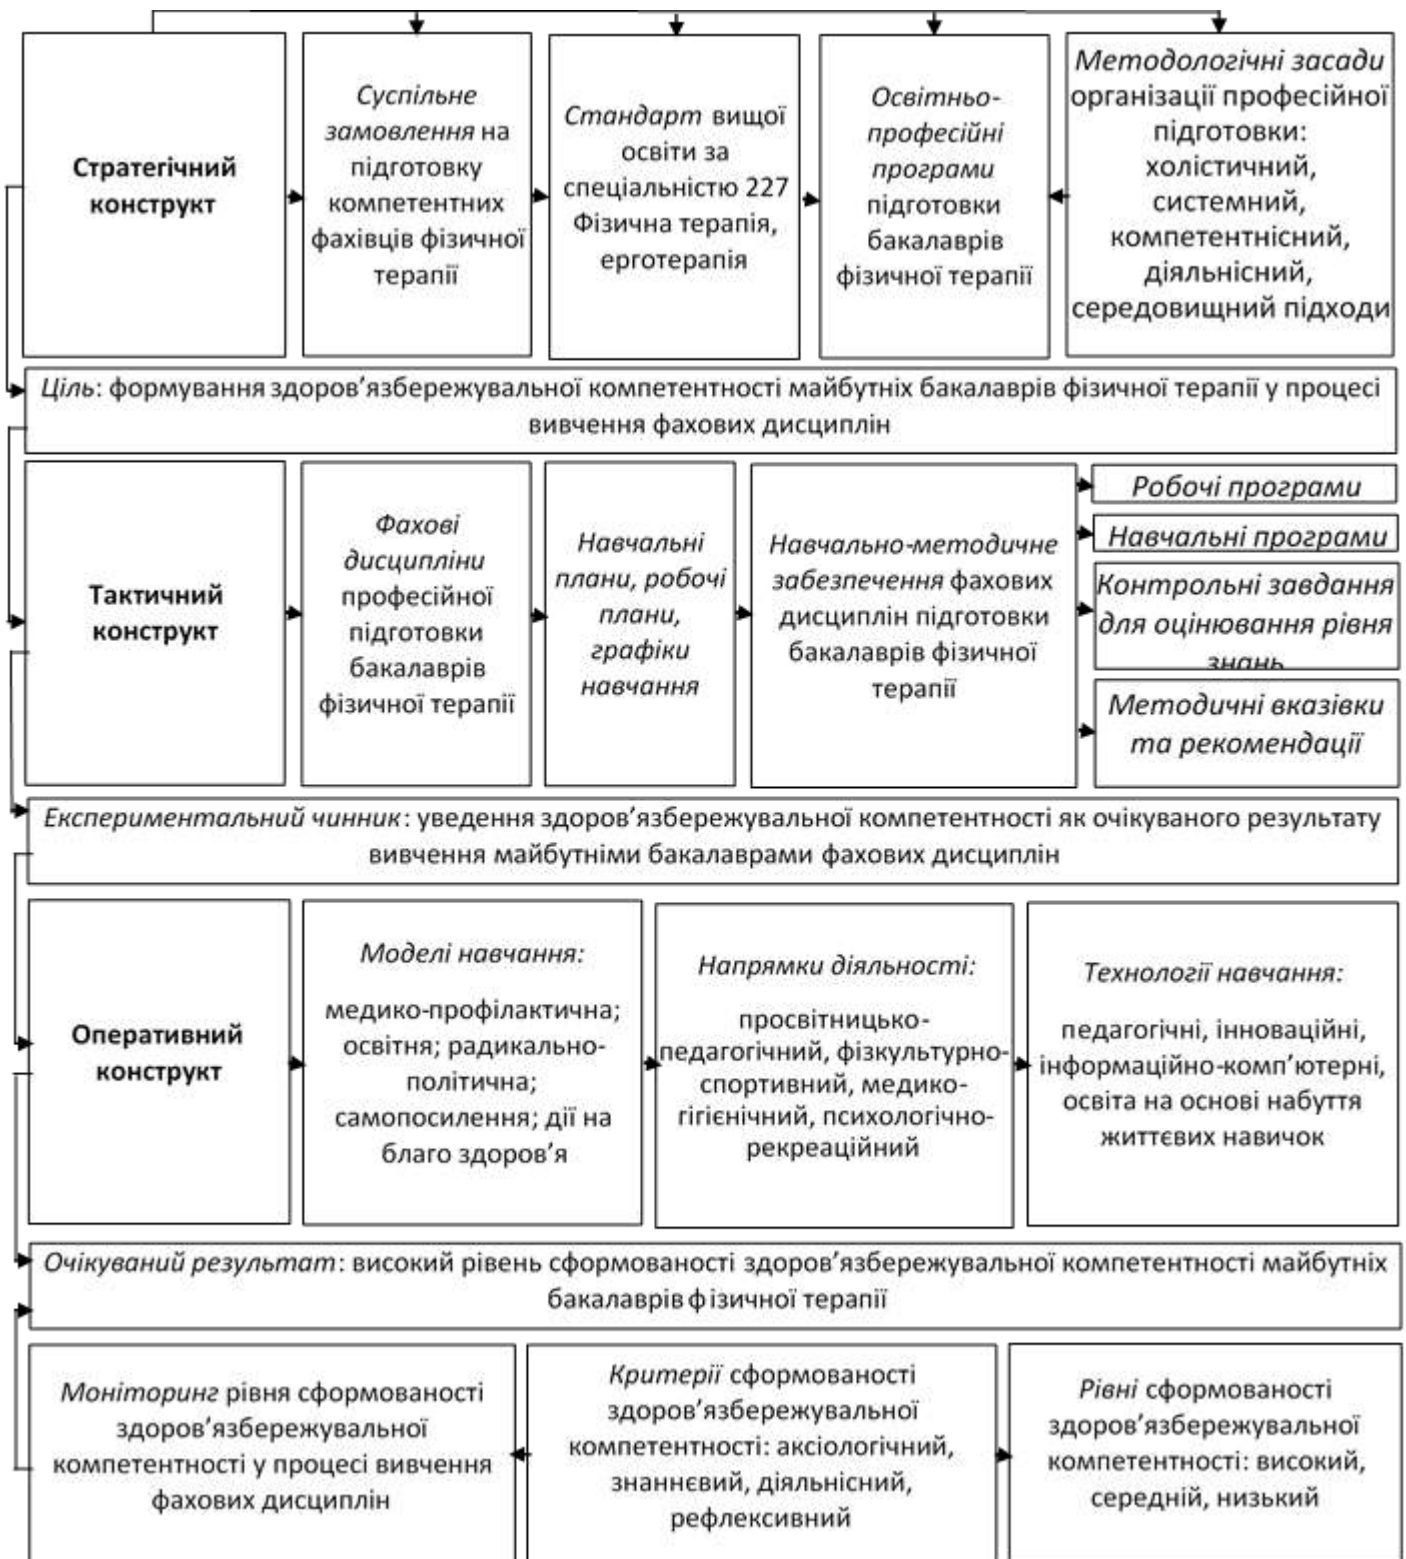 Стратегічний
конструкт
Суспільне
замовлення на
підготовку
компетентних
фахівців фізичної
терапії
Стандарт вищої
освіти за
спеціальністю 227
Фізична терапія,
ерготерапія
Освітньо-
професійні
програми
підготовки
бакалаврів
фізичної терапії
Методологічні засади
організації професійної
підготовки:
холістичний,
системний,
компетентнісний,
діяльнісний,
середовищний підходи
Ціль: формування здоров’язбережувальної компетентності майбутніх бакалаврів фізичної терапії у процесі
вивчення фахових дисциплін
Тактичний
конструкт
Фахові
дисципліни
професійної
підготовки
бакалаврів
фізичної терапії
Навчальні
плани, робочі
плани,
графіки
навчання
Навчально-методичне
забезпечення фахових
дисциплін підготовки
бакалаврів фізичної
терапії
Робочі програми
Навчальні програми
Контрольні завдання
для оцінювання рівня
знань
Методичні вказівки
та рекомендації
Експериментальний чинник: уведення здоров’язбережувальної компетентності як очікуваного результату
вивчення майбутніми бакалаврами фахових дисциплін
Оперативний
конструкт
Моделі навчання:
медико-профілактична;
освітня; радикально-
політична;
самопосилення; дії на
благо здоров’я
Напрямки діяльності:
просвітницько-
педагогічний, фізкультурно-
спортивний, медико-
гігієнічний, психологічно-
рекреаційний
Технології навчання:
педагогічні, інноваційні,
інформаційно-комп’ютерні,
освіта на основі набуття
життєвих навичок
Очікуваний результат: високий рівень сформованості здоров’язбережувальної компетентності майбутніх
бакалаврів фізичної терапії
Моніторинг рівня сформованості
здоров’язбережувальної
компетентності у процесі вивчення
фахових дисциплін
Критерії сформованості
здоров’язбережувальної
компетентності: аксіологічний,
знаннєвий, діяльнісний,
рефлексивний
Рівні сформованості
здоров’язбережувальної
компетентності: високий,
середній, низький